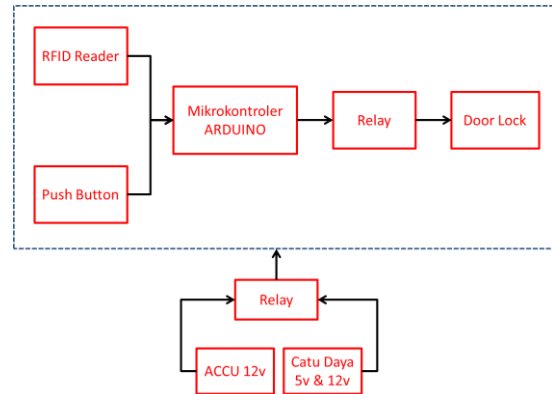 RFID Reader
Mikrokontroler
ARDUINO
Relay
Door Lock
Push Button
Relay
ACCU 12v
Catu Daya
5v & 12v